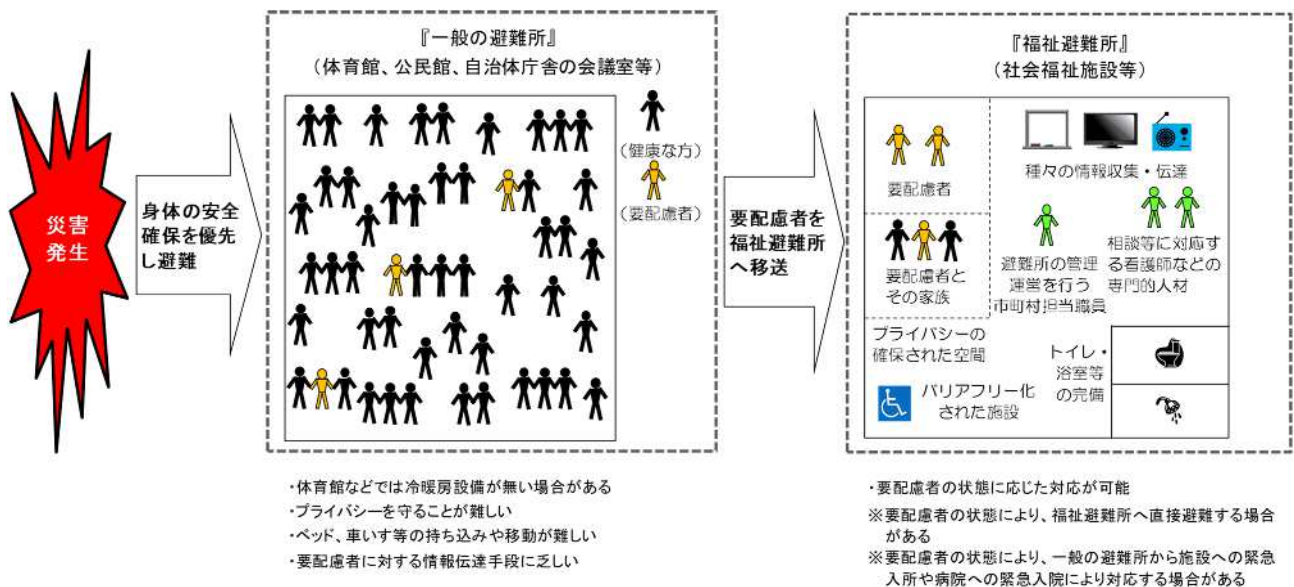 災害
発生
身体の安全
確保を優先
し避難
『一般の避難所』
(体育館、公民館、自治体庁舎の会議室等)
(健康な方)
(要配慮者)
・体育館などでは冷暖房設備が無い場合がある
・プライバシーを守ることが難しい
・ベッド、車いす等の持ち込みや移動が難しい
・要配慮者に対する情報伝達手段に乏しい
要配慮者を
福祉避難所
へ移送
『福祉避難所』
(社会福祉施設等)
要配慮者
種々の情報収集・伝達
要配慮者と
その家族
避難所の管理
運営を行う
市町村担当職員
相談等に対応す
る看護師などの
専門的人材
プライバシーの
確保された空間
バリアフリー化
された施設
トイレ・
浴室等
の完備
・要配慮者の状態に応じた対応が可能
※要配慮者の状態により、福祉避難所へ直接避難する場合
がある
※要配慮者の状態により、一般の避難所から施設への緊急
入所や病院への緊急入院により対応する場合がある